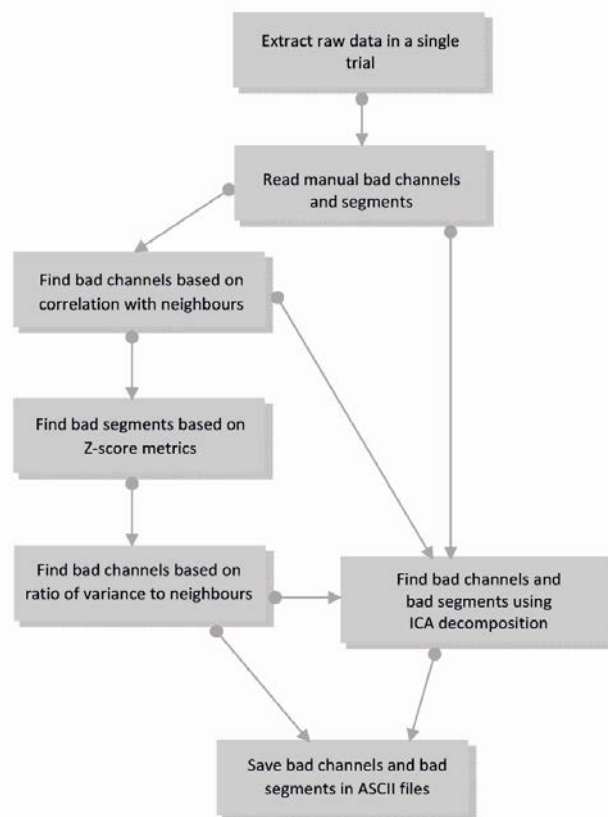 Extract raw data in a single
trial
Read manual bad channels
and segments
Find bad channels based on
correlation with neighbours
Find bad segments based on
Z-score metrics
Find bad channels based on
ratio of variance to neighbours
Find bad channels and
bad segments using
ICA decomposition
Save bad channels and bad
segments in ASCII files